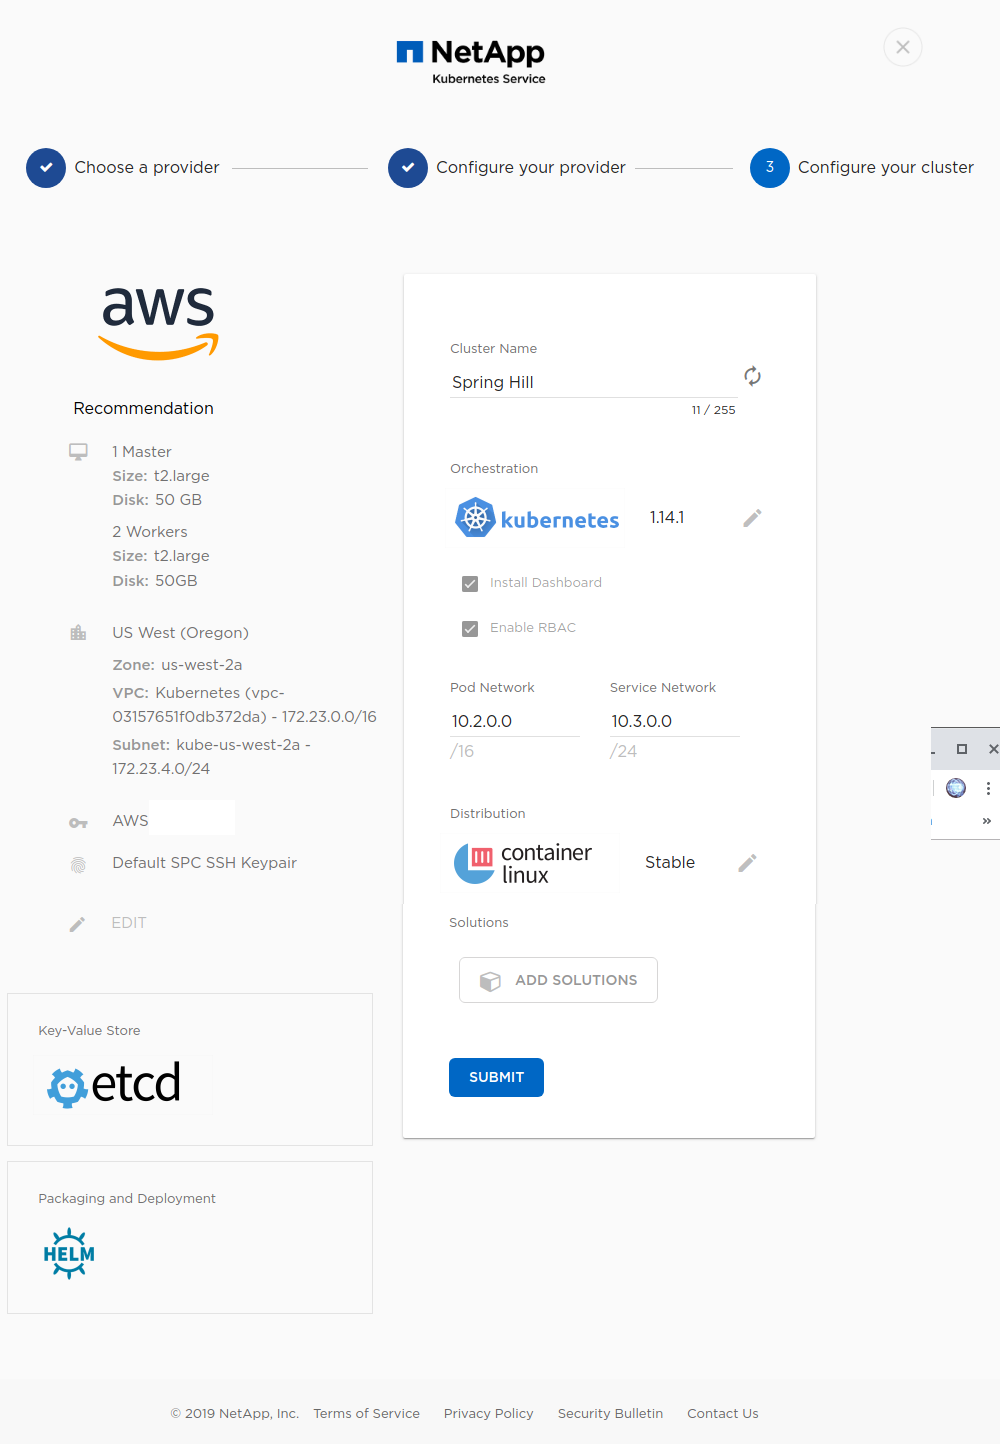 NetApp
Kubernetes Service
Choose a provider
Configure your provider
3 Configure your cluster
aws
Recommendation
1 Master
Size: t2.large
Disk: 50 GB
2 Workers
Size: t2.large
Disk: 50GB
US West (Oregon)
Zone: us-west-2a
VPC: Kubernetes (vpc-
03157651f0db372da) - 172.23.0.0/16
Subnet: kube-us-west-2a -
172.23.4.0/24
AWS
Default SPC SSH Keypair
EDIT
Key-Value Store
etcd
Packaging and Deployment
HELM
Cluster Name
Spring Hill
11 / 255
Orchestration
kubernetes 1.14.1
Install Dashboard
Enable RBAC
Pod Network Service Network
10.2.0.0 10.3.0.0
/16 /24
Distribution
container
linux
Stable
Solutions
ADD SOLUTIONS
SUBMIT
© 2019 NetApp, Inc. Terms of Service Privacy Policy Security Bulletin Contact Us